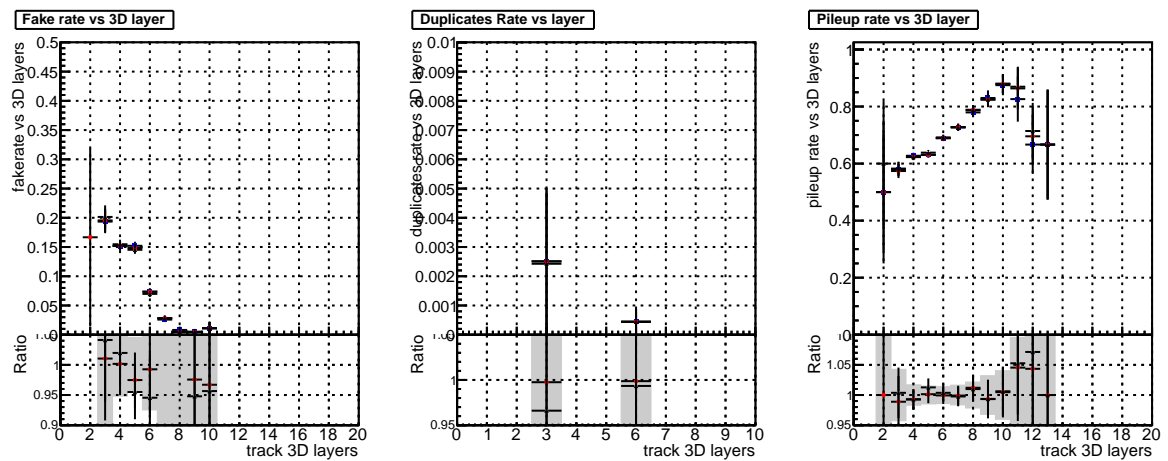 Fake rate vs 3D layer
fakerate vs 3D layers
0.5
0.45
0.4
0.35
0.3
0.25
0.2
0.15
0.1
0.05
0
Ratio
1
0.95
0.9
0 2 4 6 8 10 12 14 16 18 20
track 3D layers
Duplicates Rate vs layer
duplicates rate vs 3D layers
0.01
0.009
0.008
0.007
0.006
0.005
0.004
0.003
0.002
0.001
0
Ratio
1
0.95
0 1 2 3 4 5 6 7 8 9 10
track 3D layers
Pileup rate vs 3D layer
pileup rate vs 3D layers
1
0.8
0.6
0.4
0.2
0
Ratio
1.05
1
0.95
0 2 4 6 8 10 12 14 16 18 20
track 3D layers